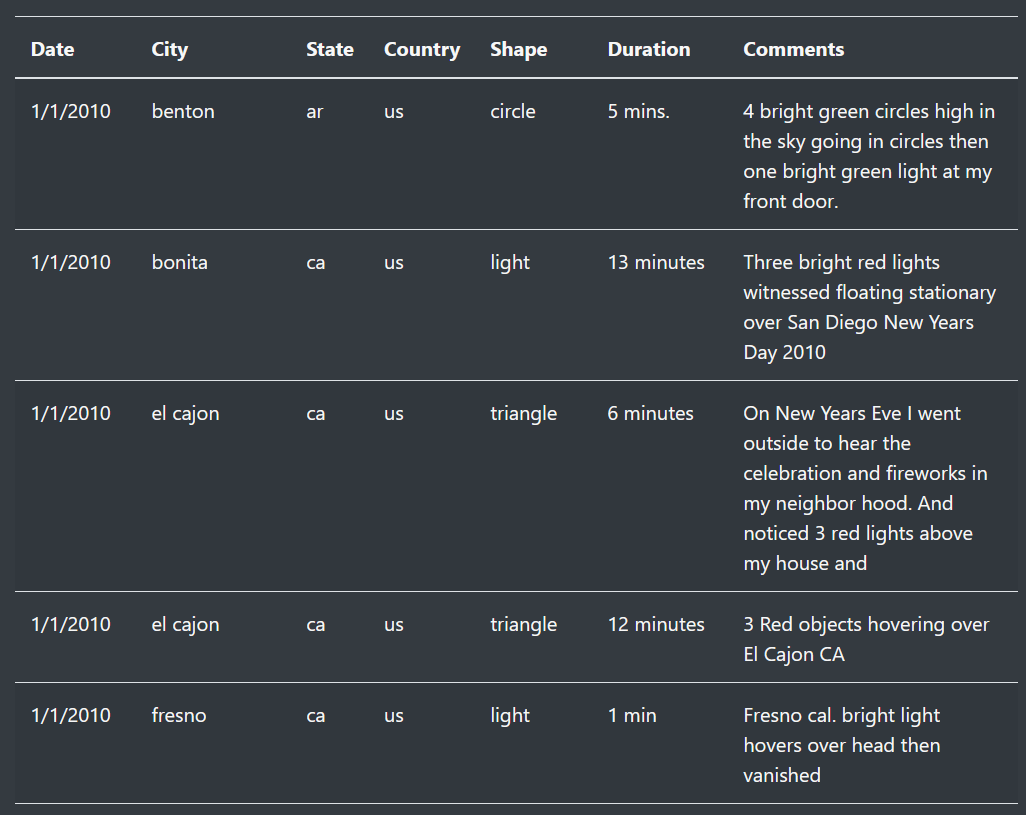 Date City State Country Shape Duration Comments
1/1/2010 benton ar us circle 5 mins. 4 bright green circles high in
the sky going in circles then
one bright green light at my
front door.
1/1/2010 bonita ca us light 13 minutes Three bright red lights
witnessed floating stationary
over San Diego New Years
Day 2010
1/1/2010 el cajon ca us triangle 6 minutes On New Years Eve I went
outside to hear the
celebration and fireworks in
my neighbor hood. And
noticed 3 red lights above
my house and
1/1/2010 el cajon ca us triangle 12 minutes 3 Red objects hovering over
El Cajon CA
1/1/2010 fresno ca us light 1 min Fresno cal. bright light
hovers over head then
vanished